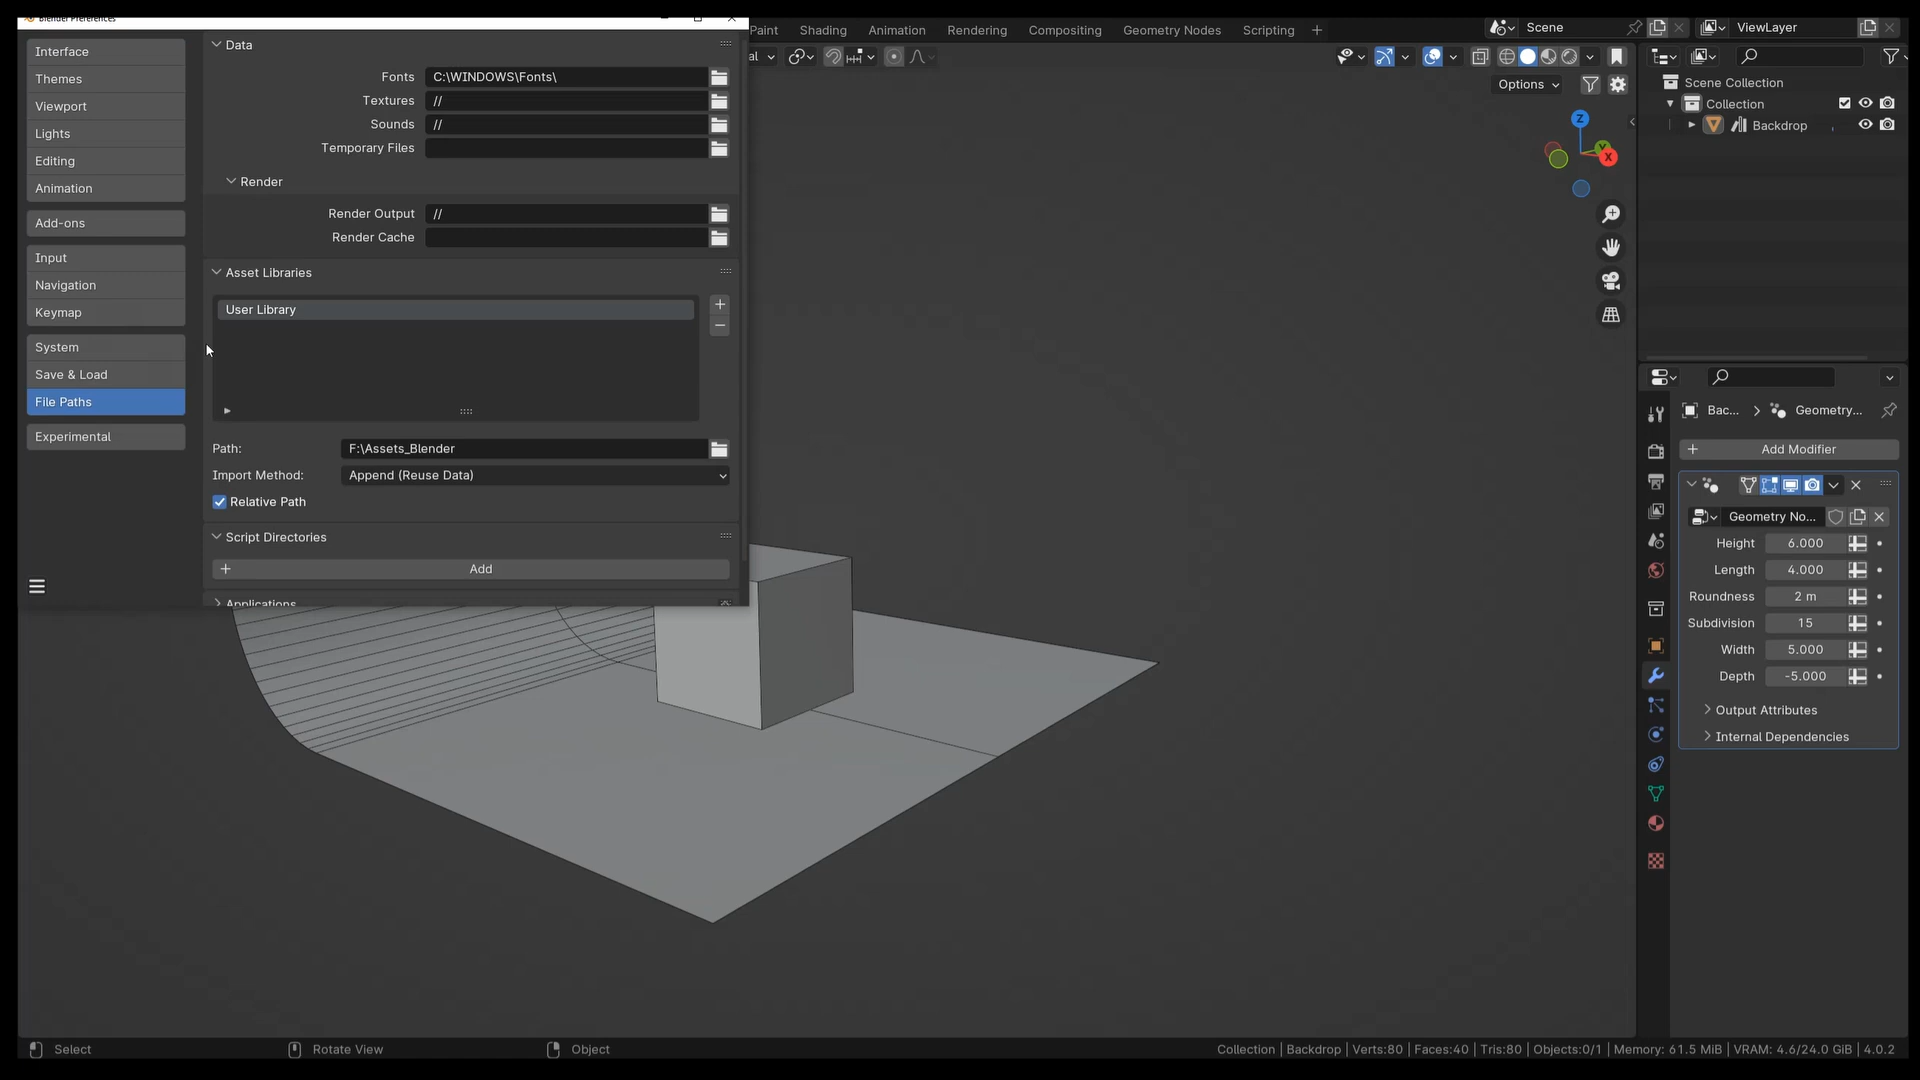 Blender Preferences
Interface
Themes
Viewport
Lights
Editing
Animation
Add-ons
Input
Navigation
Keymap
System
Save & Load
File Paths
Experimental
Data
Fonts C:\WINDOWS\Fonts\
Textures //
Sounds //
Temporary Files
Render
Render Output //
Render Cache
Asset Libraries
User Library
Path: F:\Assets_Blender
Import Method: Append (Reuse Data)
Relative Path
Script Directories
Add
Applications
Paint Shading Animation Rendering Compositing Geometry Nodes Scripting
Scene
ViewLayer
al
Options
Z
Y
X
Scene Collection
Collection
Backdrop
Bac... > Geometry...
Add Modifier
Geometry No...
Height 6.000
Length 4.000
Roundness 2 m
Subdivision 15
Width 5.000
Depth -5.000
Output Attributes
Internal Dependencies
Select
Rotate View
Object
Collection | Backdrop | Verts:80 | Faces:40 | Tris:80 | Objects:0/1 | Memory: 61.5 MiB | VRAM: 4.6/24.0 GiB | 4.0.2